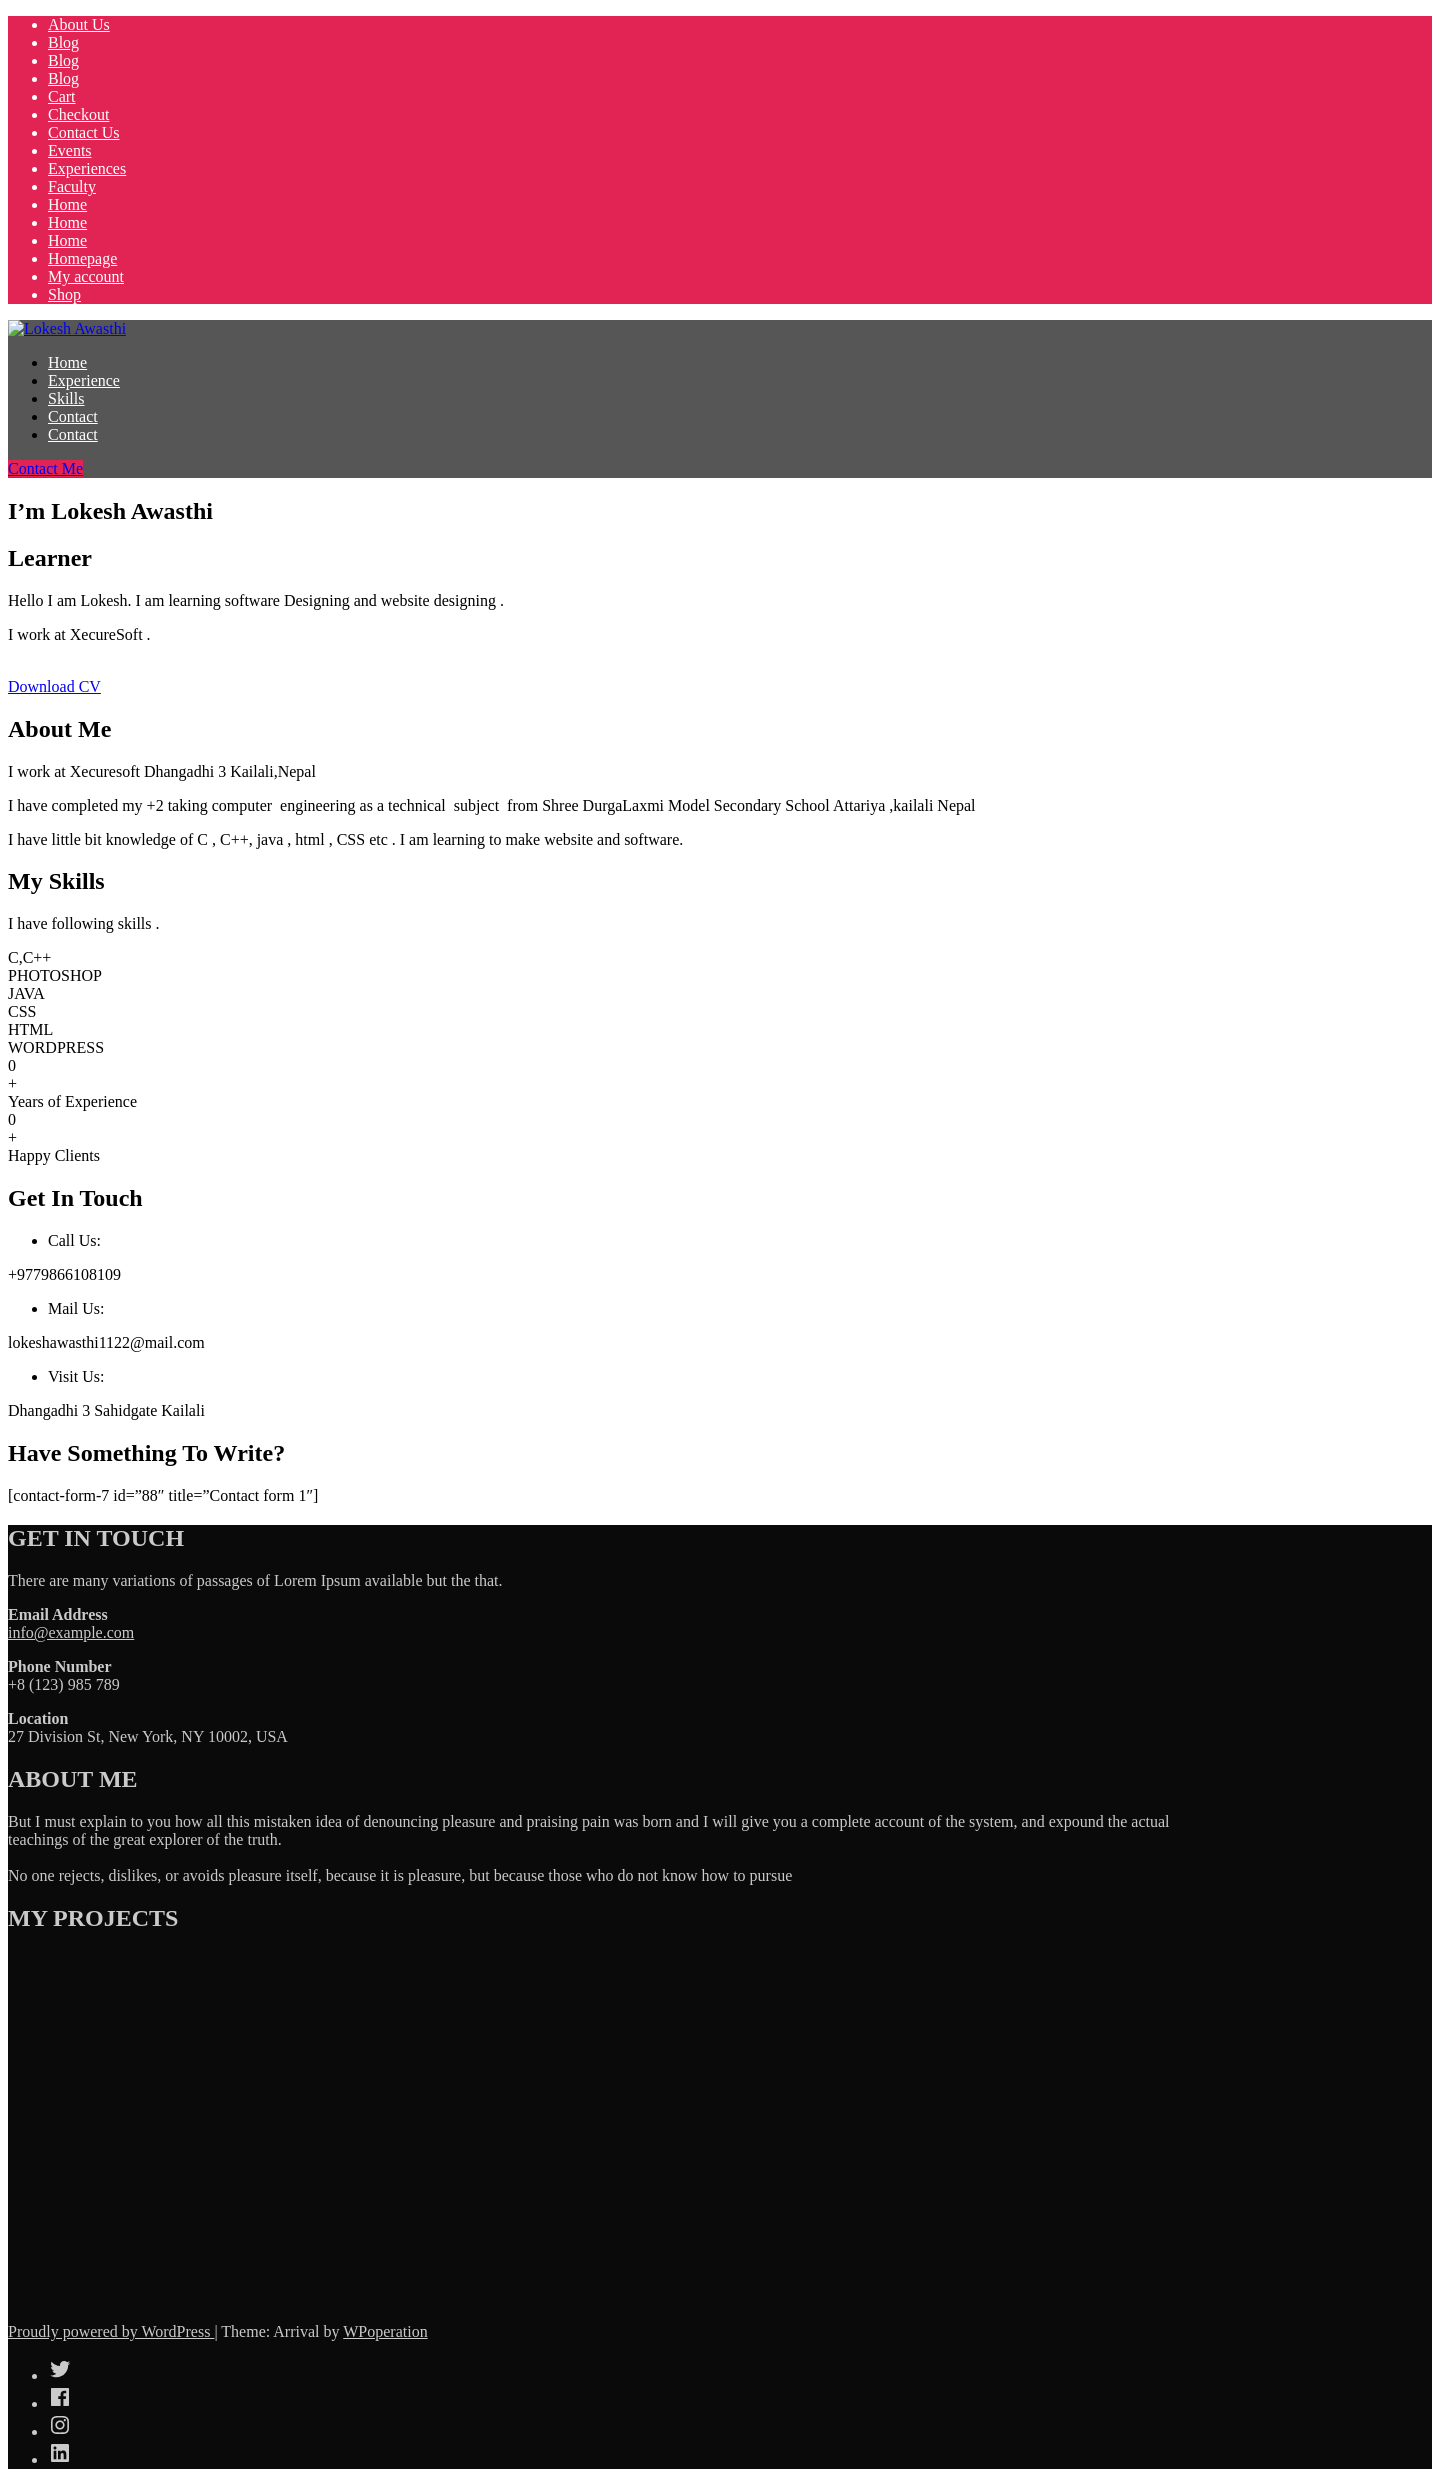 About Us
Blog
Blog
Blog
Cart
Checkout
Contact Us
Events
Experiences
Faculty
Home
Home
Home
Homepage
My account
Shop
Lokesh Awasthi
Home
Experience
Skills
Contact
Contact
Contact Me
I’m Lokesh Awasthi
Learner
Hello I am Lokesh. I am learning software Designing and website designing .
I work at XecureSoft .
Download CV
About Me
I work at Xecuresoft Dhangadhi 3 Kailali,Nepal
I have completed my +2 taking computer  engineering as a technical  subject  from Shree DurgaLaxmi Model Secondary School Attariya ,kailali Nepal
I have little bit knowledge of C , C++, java , html , CSS etc . I am learning to make website and software.
My Skills
I have following skills .
C,C++
PHOTOSHOP
JAVA
CSS
HTML
WORDPRESS
0
+
Years of Experience
0
+
Happy Clients
Get In Touch
Call Us:
+9779866108109
Mail Us:
lokeshawasthi1122@mail.com
Visit Us:
Dhangadhi 3 Sahidgate Kailali
Have Something To Write?
[contact-form-7 id=”88″ title=”Contact form 1″]
GET IN TOUCH
There are many variations of passages of Lorem Ipsum available but the that.
Email Address
info@example.com
Phone Number
+8 (123) 985 789
Location
27 Division St, New York, NY 10002, USA
ABOUT ME
But I must explain to you how all this mistaken idea of denouncing pleasure and praising pain was born and I will give you a complete account of the system, and expound the actual
teachings of the great explorer of the truth.
No one rejects, dislikes, or avoids pleasure itself, because it is pleasure, but because those who do not know how to pursue
MY PROJECTS
Proudly powered by WordPress | Theme: Arrival by WPoperation